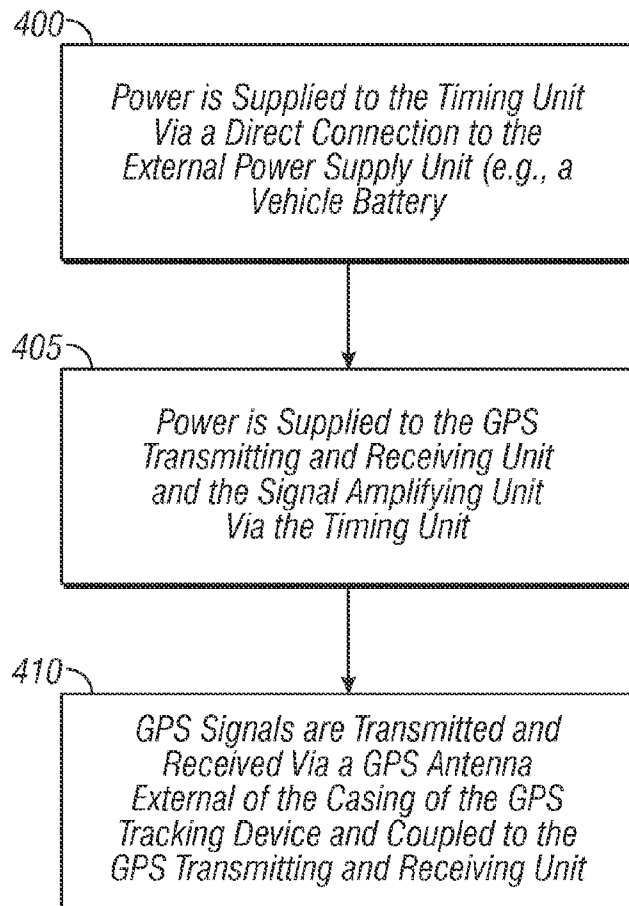 400
Power is Supplied to the Timing Unit
Via a Direct Connection to the
External Power Supply Unit (e.g., a
Vehicle Battery
405
Power is Supplied to the GPS
Transmitting and Receiving Unit
and the Signal Amplifying Unit
Via the Timing Unit
410
GPS Signals are Transmitted and
Received Via a GPS Antenna
External of the Casing of the GPS
Tracking Device and Coupled to the
GPS Transmitting and Receiving Unit